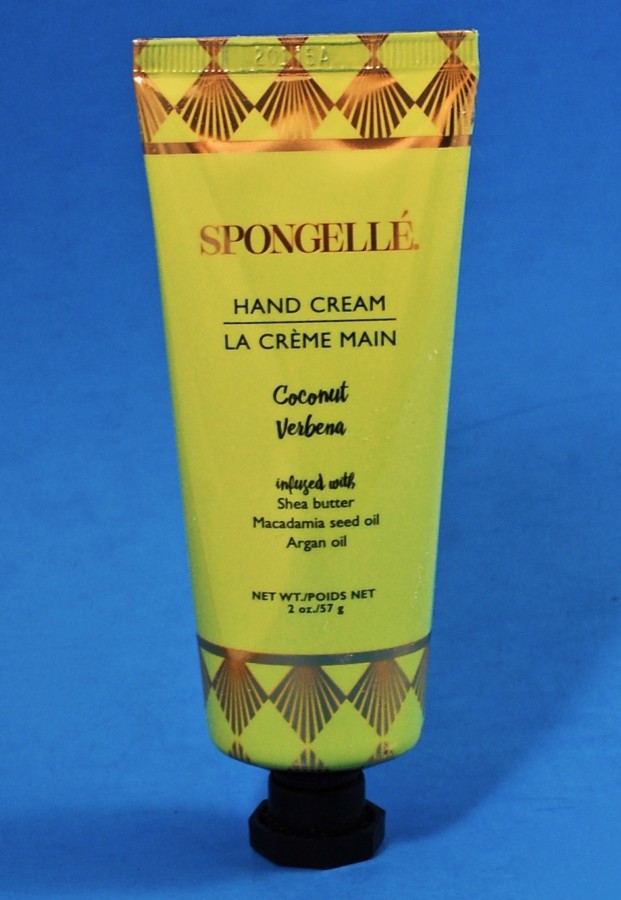 SPONGELLÉ.
HAND CREAM
LA CRÈME MAIN
Coconut
Verbena
infused with
Shea butter
Macadamia seed oil
Argan oil
NET WT./POIDS NET
2 oz./57 g